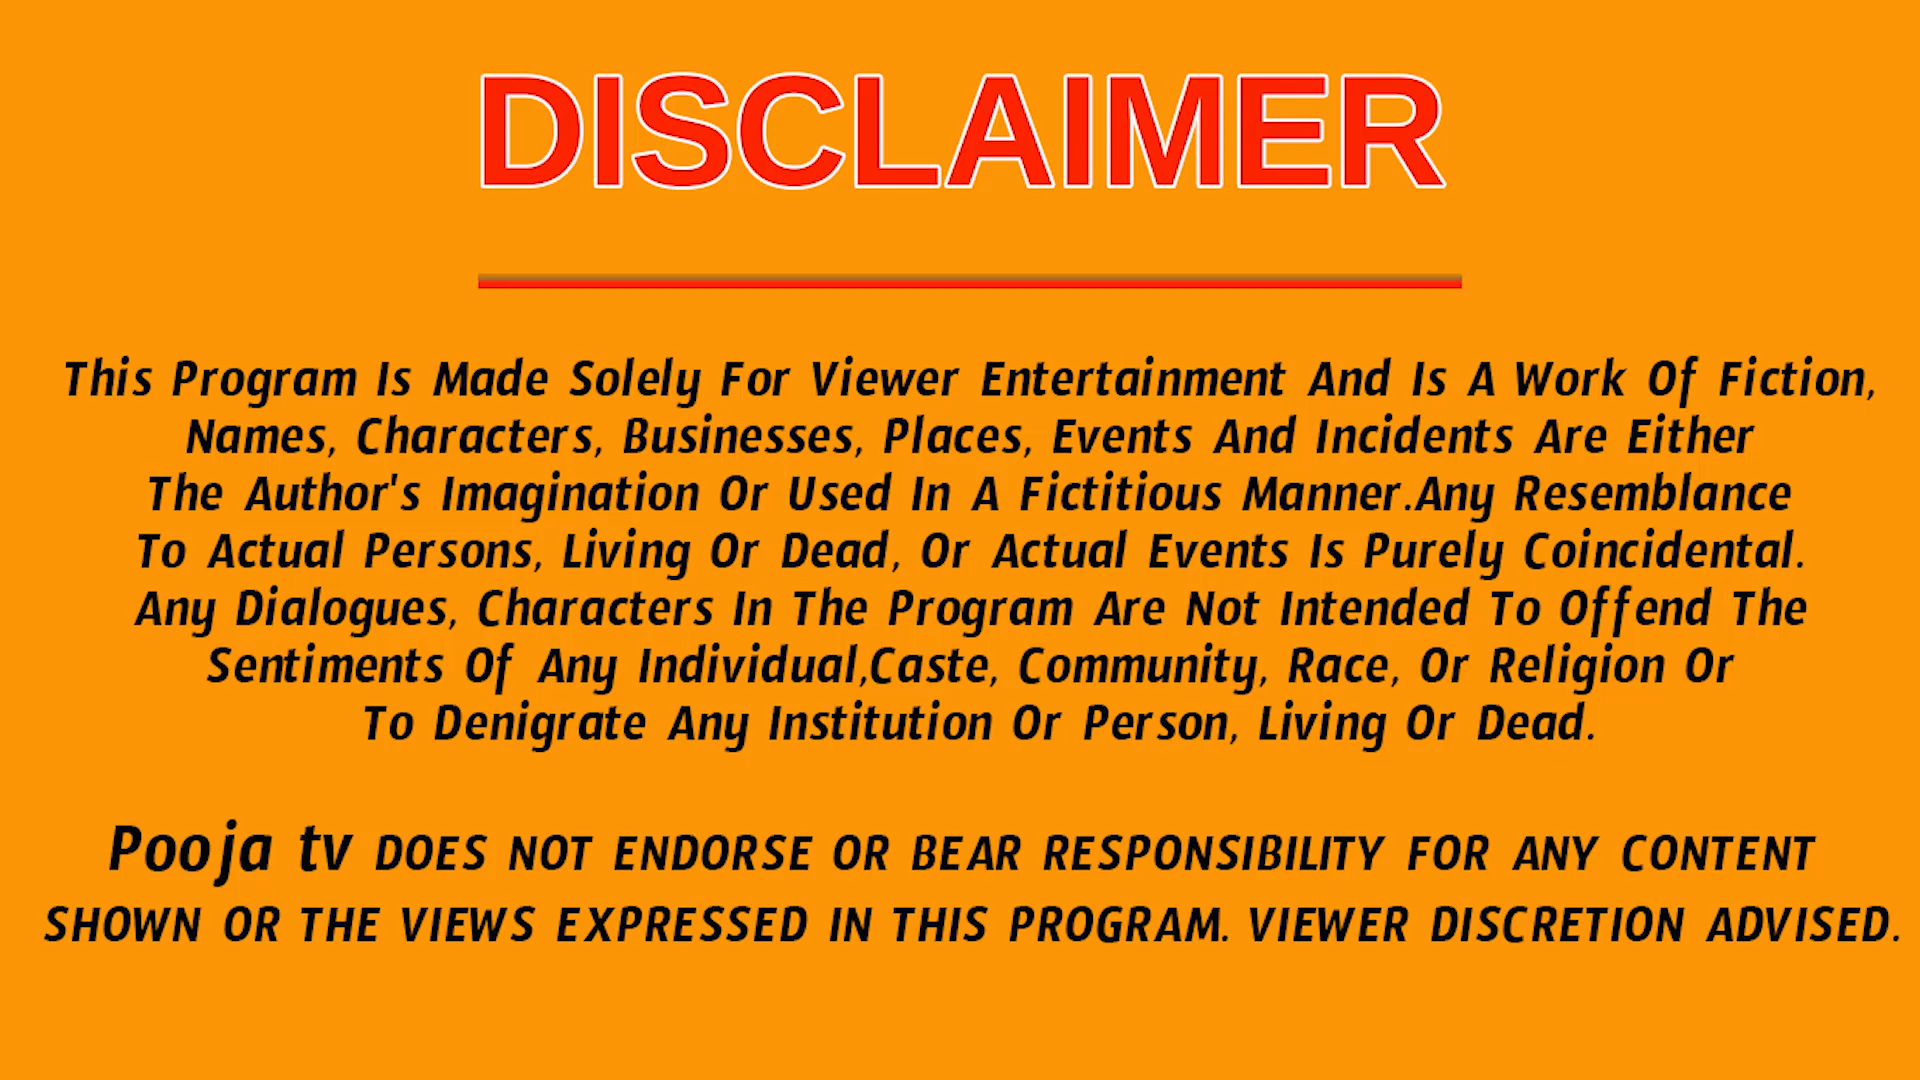 DISCLAIMER
This Program Is Made Solely For Viewer Entertainment And Is A Work Of Fiction,
Names, Characters, Businesses, Places, Events And Incidents Are Either
The Author's Imagination Or Used In A Fictitious Manner.Any Resemblance
To Actual Persons, Living Or Dead, Or Actual Events Is Purely Coincidental.
Any Dialogues, Characters In The Program Are Not Intended To Offend The
Sentiments Of Any Individual,Caste, Community, Race, Or Religion Or
To Denigrate Any Institution Or Person, Living Or Dead.
Pooja tv DOES NOT ENDORSE OR BEAR RESPONSIBILITY FOR ANY CONTENT
SHOWN OR THE VIEWS EXPRESSED IN THIS PROGRAM. VIEWER DISCRETION ADVISED.